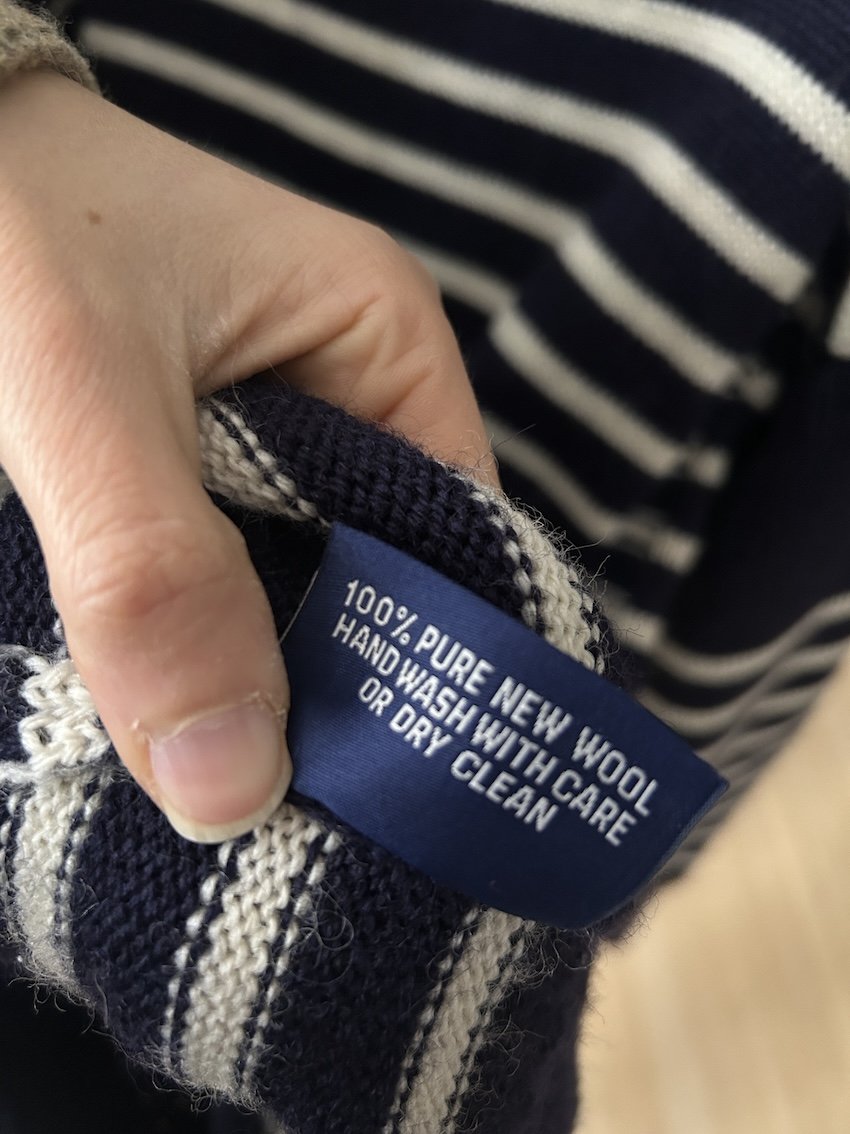 100% PURE NEW WOOL
HAND WASH WITH CARE
OR DRY CLEAN